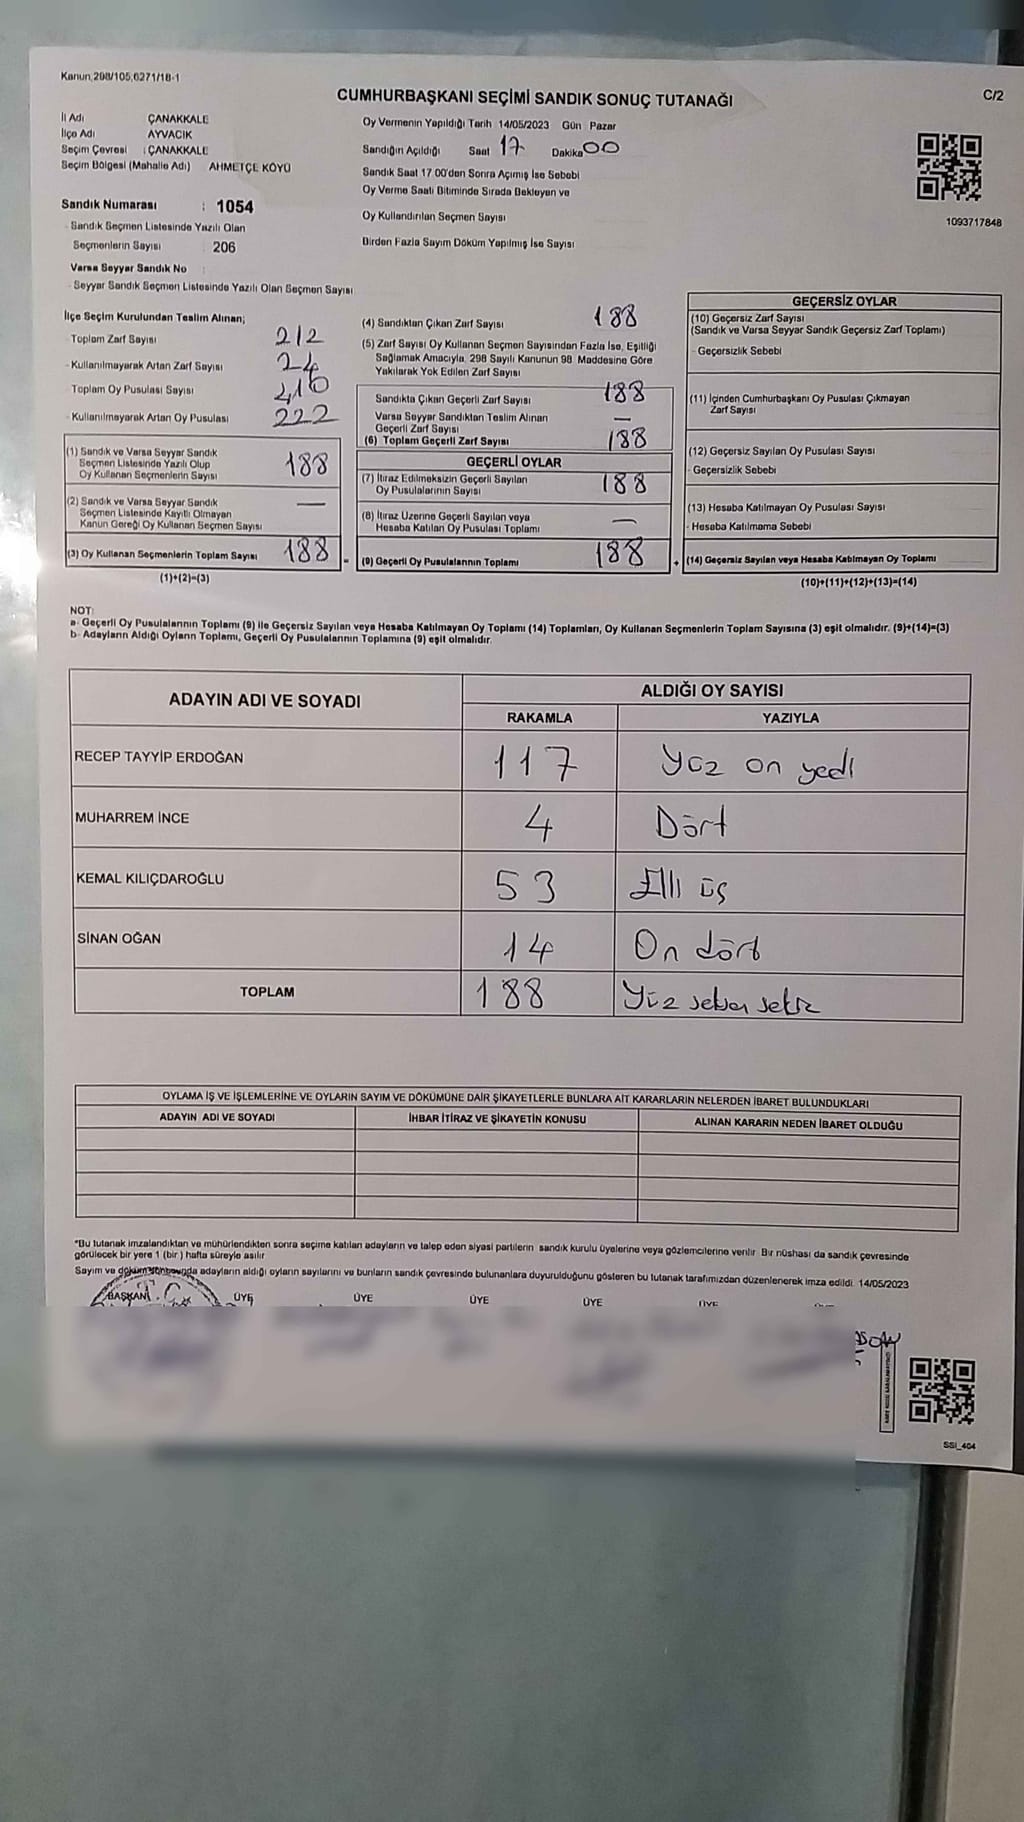 Kanun,298/105,6271/18-1
C/2
CUMHURBAŞKANI SEÇİMİ SANDIK SONUÇ TUTANAĞI
İl Adı ÇANAKKALE
İlçe Adı AYVACIK
Seçim Çevresi : ÇANAKKALE
Seçim Bölgesi (Mahalle Adı) AHMETÇE KÖYÜ
Sandık Numarası : 1054
- Sandık Seçmen Listesinde Yazılı Olan
Seçmenlerin Sayısı : 206
Varsa Seyyar Sandık No :
- Seyyar Sandık Seçmen Listesinde Yazılı Olan Seçmen Sayısı
Oy Vermenin Yapıldığı Tarih 14/05/2023 Gün Pazar
Sandığın Açıldığı Saat 17 Dakika 00
Sandık Saat 17.00'den Sonra Açımış İse Sebebi
Oy Verme Saati Bitiminde Sırada Bekleyen ve
Oy Kullandırılan Seçmen Sayısı
Birden Fazla Sayım Döküm Yapılmış İse Sayısı
1093717848
İlçe Seçim Kurulundan Teslim Alınan;
- Toplam Zarf Sayısı 212
- Kullanılmayarak Artan Zarf Sayısı 24
Toplam Oy Pusulası Sayısı
- Kullanılmayarak Artan Oy Pusulası 222
(1) Sandık ve Varsa Seyyar Sandık
Seçmen Listesinde Yazılı Olup
Oy Kullanan Seçmenlerin Sayısı 188
(2) Sandık ve Varsa Seyyar Sandık
Seçmen Listesinde Kayıtlı Olmayan
Kanun Gereği Oy Kullanan Seçmen Sayısı —
(3) Oy Kullanan Seçmenlerin Toplam Sayısı 188 =
(1)+(2)=(3)
(4) Sandıktan Çıkan Zarf Sayısı 188
(5) Zarf Sayısı Oy Kullanan Seçmen Sayısından Fazla İse, Eşitliği
Sağlamak Amacıyla, 298 Sayılı Kanunun 98. Maddesine Göre
Yakılarak Yok Edilen Zarf Sayısı
Sandıkta Çıkan Geçerli Zarf Sayısı 188
Varsa Seyyar Sandıktan Teslim Alınan
Geçerli Zarf Sayısı —
(6) Toplam Geçerli Zarf Sayısı 188
GEÇERLİ OYLAR
(7) İtiraz Edilmeksizin Geçerli Sayılan
Oy Pusulalarının Sayısı 188
(8) İtiraz Üzerine Geçerli Sayılan veya
Hesaba Katılan Oy Pusulası Toplamı —
(9) Geçerli Oy Pusulalarının Toplamı 188 +
GEÇERSİZ OYLAR
(10) Geçersiz Zarf Sayısı
(Sandık ve Varsa Seyyar Sandık Geçersiz Zarf Toplamı)
- Geçersizlik Sebebi
(11) İçinden Cumhurbaşkanı Oy Pusulası Çıkmayan
Zarf Sayısı
(12) Geçersiz Sayılan Oy Pusulası Sayısı
- Geçersizlik Sebebi
(13) Hesaba Katılmayan Oy Pusulası Sayısı
- Hesaba Katılmama Sebebi
(14) Geçersiz Sayılan veya Hesaba Katılmayan Oy Toplamı
(10)+(11)+(12)+(13)=(14)
NOT:
a- Geçerli Oy Pusulalarının Toplamı (9) ile Geçersiz Sayılan veya Hesaba Katılmayan Oy Toplamı (14) Toplamları, Oy Kullanan Seçmenlerin Toplam Sayısına (3) eşit olmalıdır. (9)+(14)=(3)
b- Adayların Aldığı Oyların Toplamı, Geçerli Oy Pusulalarının Toplamına (9) eşit olmalıdır.
ADAYIN ADI VE SOYADI ALDIĞI OY SAYISI
RAKAMLA YAZIYLA
RECEP TAYYİP ERDOĞAN 117 Yüz on yedi
MUHARREM İNCE 4 Dört
KEMAL KILIÇDAROĞLU 53 Elli üç
SİNAN OĞAN 14 On dört
TOPLAM 188 Yüz seksen sekiz
OYLAMA İŞ VE İŞLEMLERİNE VE OYLARIN SAYIM VE DÖKÜMÜNE DAİR ŞİKAYETLERLE BUNLARA AİT KARARLARIN NELERDEN İBARET BULUNDUKLARI
ADAYIN ADI VE SOYADI İHBAR İTİRAZ VE ŞİKAYETİN KONUSU ALINAN KARARIN NEDEN İBARET OLDUĞU
*Bu tutanak imzalandıktan ve mühürlendikten sonra seçime katılan adayların ve talep eden siyasi partilerin sandık kurulu üyelerine veya gözlemcilerine verilir. Bir nüshası da sandık çevresinde
görülecek bir yere 1 (bir) hafta süreyle asılır.
Sayım ve döküm sonucunda adayların aldığı oyların sayılarını ve bunların sandık çevresinde bulunanlara duyurulduğunu gösteren bu tutanak tarafımızdan düzenlenerek imza edildi. 14/05/2023
BAŞKAN ÜYE ÜYE ÜYE ÜYE ÜYE
SSİ_404